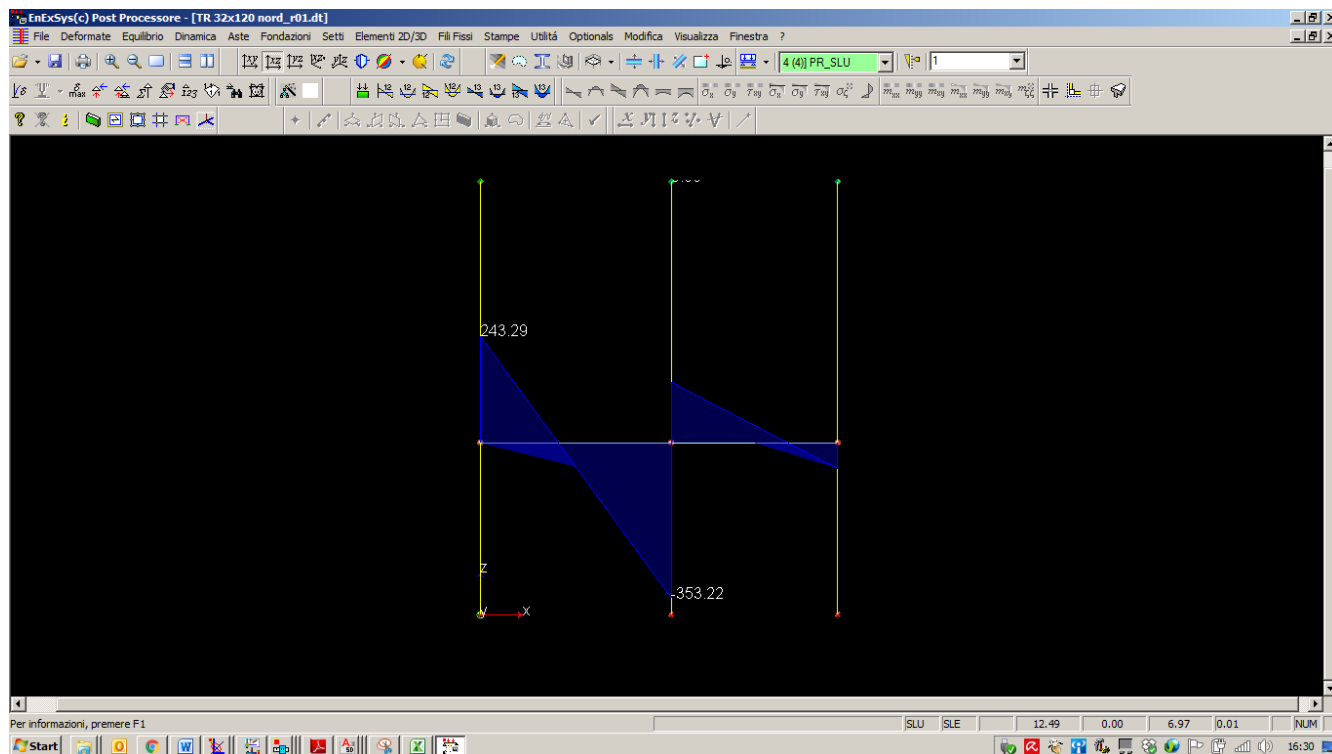 EnExSys(c) Post Processore - [TR 32x120 nord_r01.dt]
File Deformate Equilibrio Dinamica Aste Fondazioni Setti Elementi 2D/3D Fili Fissi Stampe Utilitá Optionals Modifica Visualizza Finestra ?
4 (4)] PR_SLU
1
243.29
-353.22
Z
Y
X
Per informazioni, premere F1
SLU SLE 12.49 0.00 6.97 0.01 NUM
Start
16:30